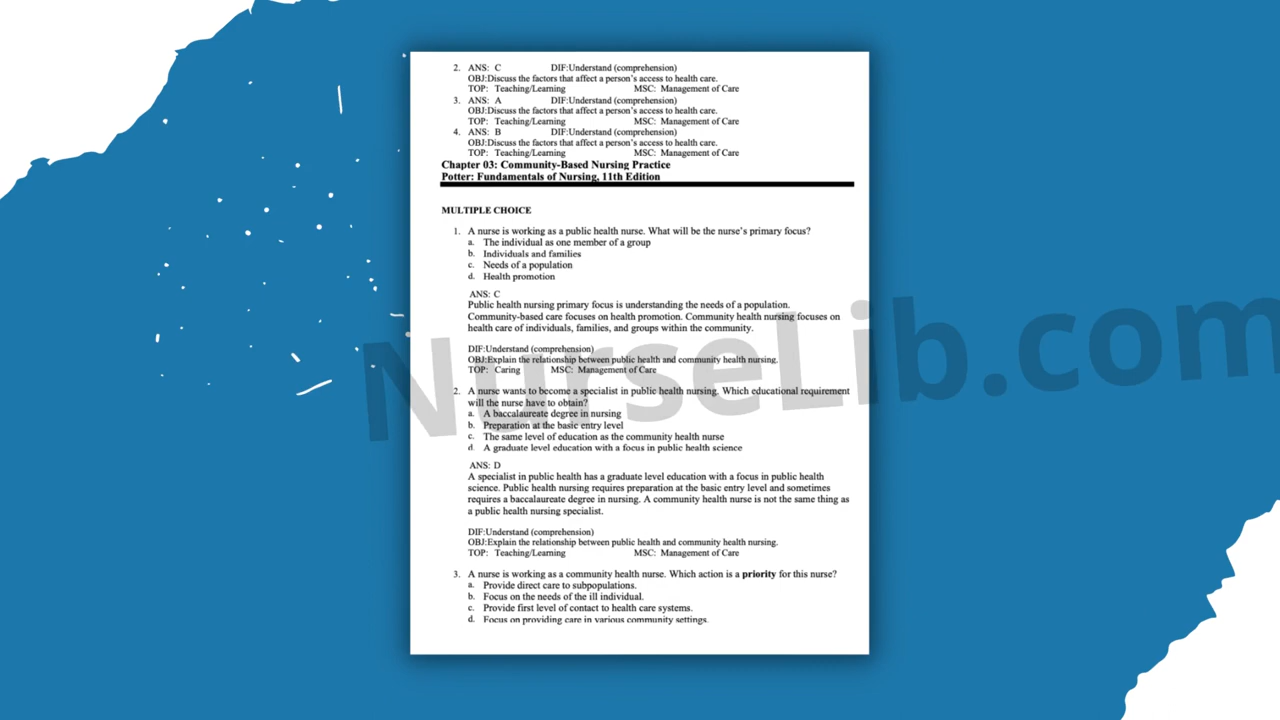 2. ANS: C DIF:Understand (comprehension)
OBJ:Discuss the factors that affect a person's access to health care.
TOP: Teaching/Learning MSC: Management of Care
3. ANS: A DIF:Understand (comprehension)
OBJ:Discuss the factors that affect a person's access to health care.
TOP: Teaching/Learning MSC: Management of Care
4. ANS: B DIF:Understand (comprehension)
OBJ:Discuss the factors that affect a person's access to health care.
TOP: Teaching/Learning MSC: Management of Care
Chapter 03: Community-Based Nursing Practice
Potter: Fundamentals of Nursing, 11th Edition
MULTIPLE CHOICE
1. A nurse is working as a public health nurse. What will be the nurse's primary focus?
a. The individual as one member of a group
b. Individuals and families
c. Needs of a population
d. Health promotion
ANS: C
Public health nursing primary focus is understanding the needs of a population.
Community-based care focuses on health promotion. Community health nursing focuses on
health care of individuals, families, and groups within the community.
DIF:Understand (comprehension)
OBJ:Explain the relationship between public health and community health nursing.
TOP: Caring MSC: Management of Care
2. A nurse wants to become a specialist in public health nursing. Which educational requirement
will the nurse have to obtain?
a. A baccalaureate degree in nursing
b. Preparation at the basic entry level
c. The same level of education as the community health nurse
d. A graduate level education with a focus in public health science
ANS: D
A specialist in public health has a graduate level education with a focus in public health
science. Public health nursing requires preparation at the basic entry level and sometimes
requires a baccalaureate degree in nursing. A community health nurse is not the same thing as
a public health nursing specialist.
DIF:Understand (comprehension)
OBJ:Explain the relationship between public health and community health nursing.
TOP: Teaching/Learning MSC: Management of Care
3. A nurse is working as a community health nurse. Which action is a priority for this nurse?
a. Provide direct care to subpopulations.
b. Focus on the needs of the ill individual.
c. Provide first level of contact to health care systems.
d. Focus on providing care in various community settings.
NurseLib.com